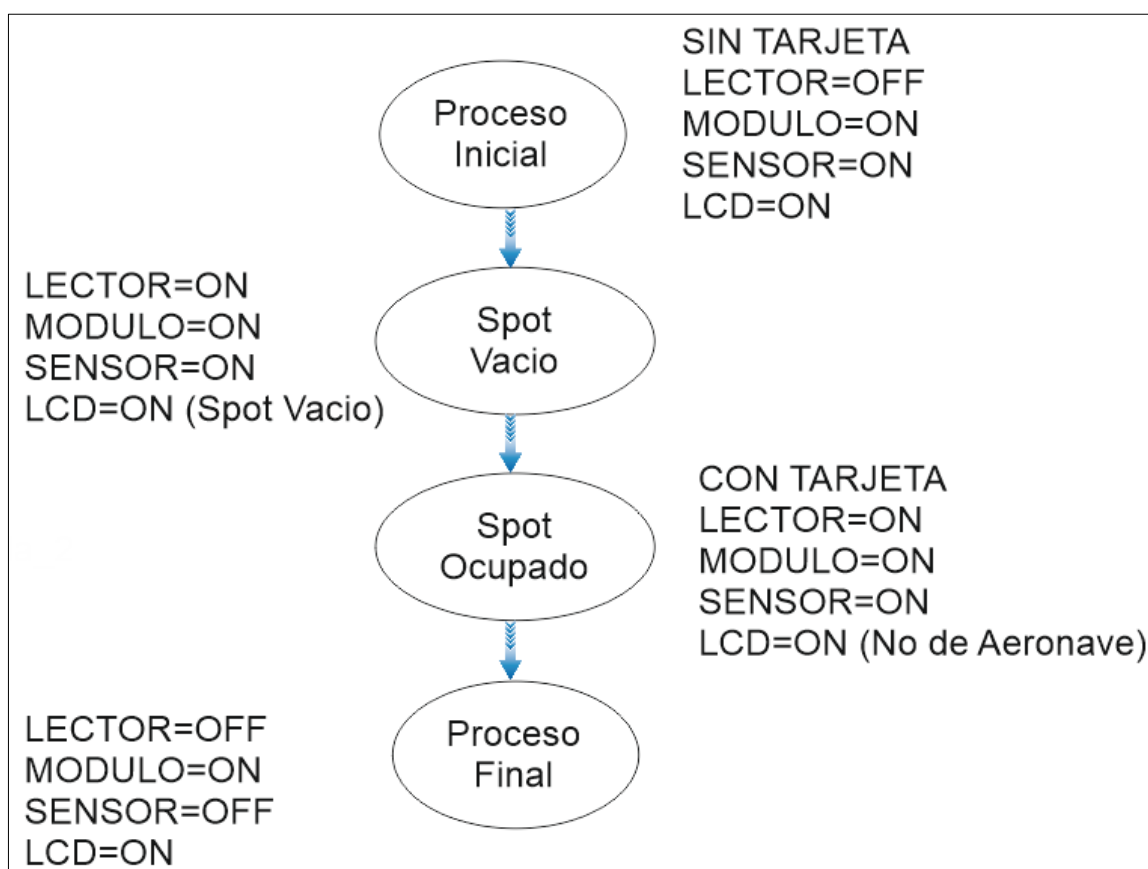 Proceso
Inicial
SIN TARJETA
LECTOR=OFF
MODULO=ON
SENSOR=ON
LCD=ON
LECTOR=ON
MODULO=ON
SENSOR=ON
LCD=ON (Spot Vacio)
Spot
Vacio
Spot
Ocupado
CON TARJETA
LECTOR=ON
MODULO=ON
SENSOR=ON
LCD=ON (No de Aeronave)
LECTOR=OFF
MODULO=ON
SENSOR=OFF
LCD=ON
Proceso
Final